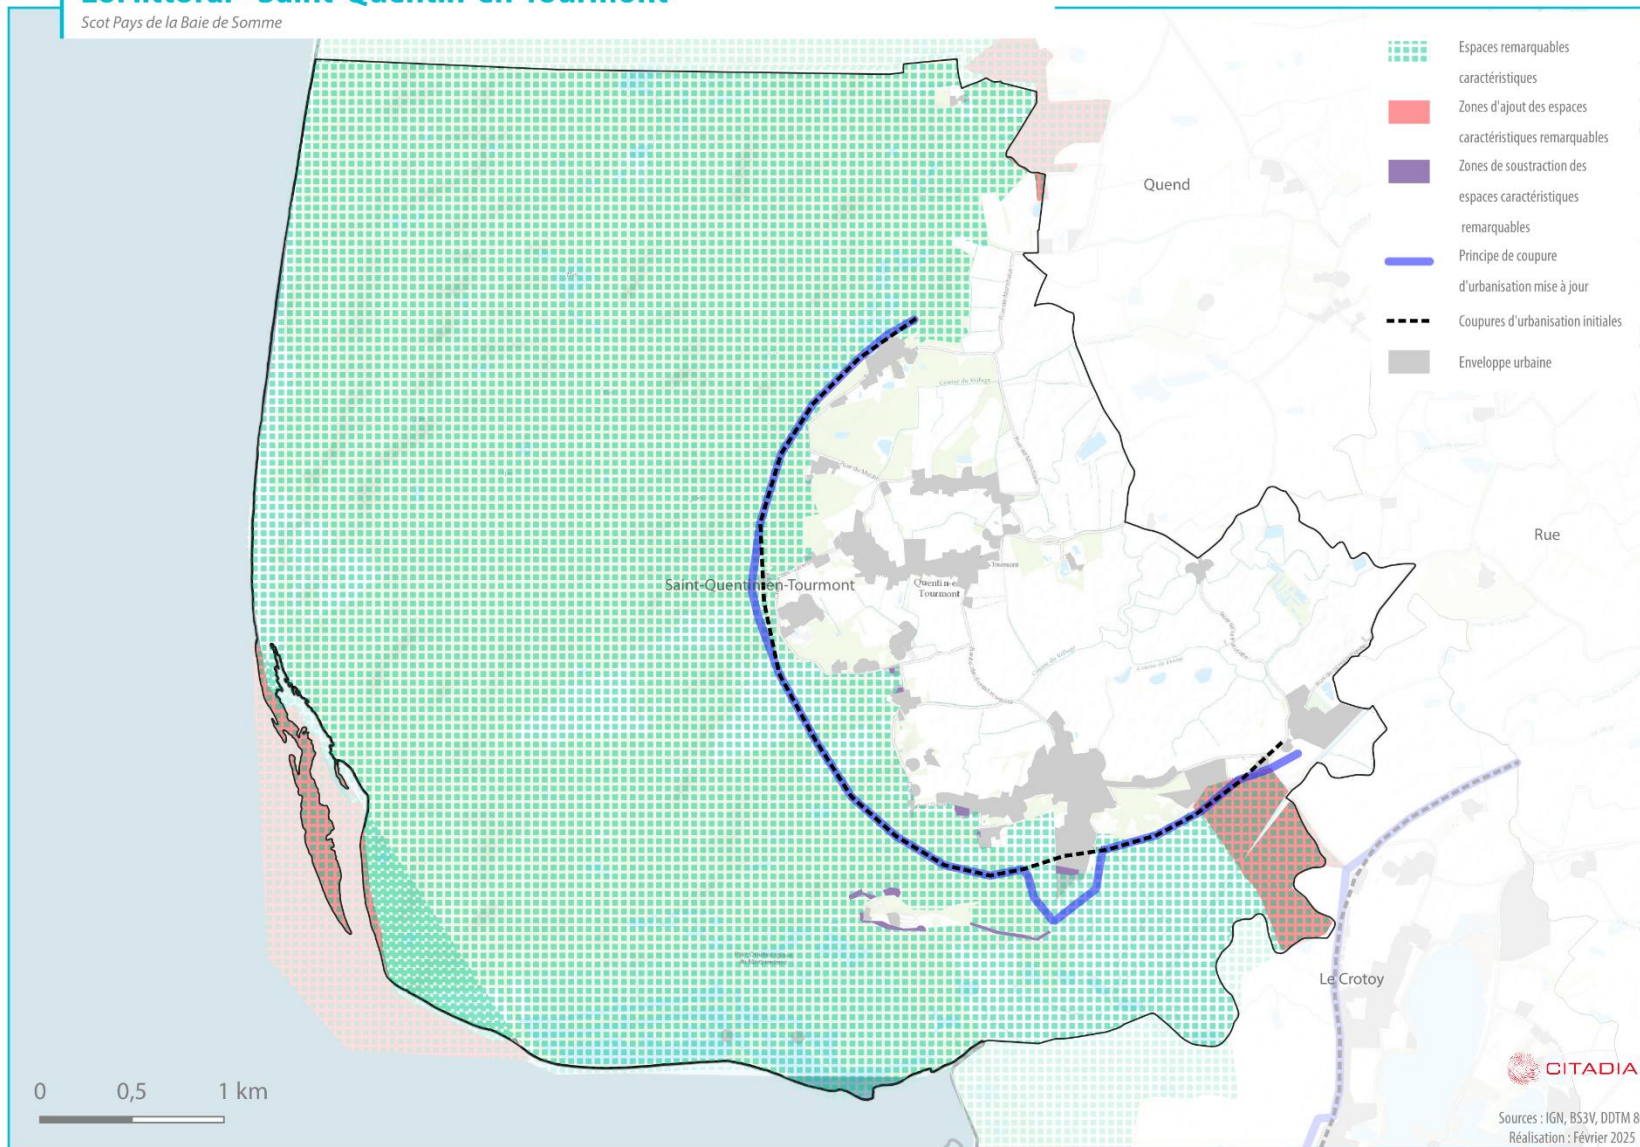 Scot Pays de la Baie de Somme
Espaces remarquables
caractéristiques
Zones d'ajout des espaces
caractéristiques remarquables
Zones de soustraction des
espaces caractéristiques
remarquables
Principe de coupure
d'urbanisation mise à jour
Coupures d'urbanisation initiales
Enveloppe urbaine
Quend
Rue
Saint-Quentin-en-Tourmont
Tourmont
Le Crotoy
0 0,5 1 km
CITADIA
Sources : IGN, BS3V, DDTM 8
Réalisation : Février 2025